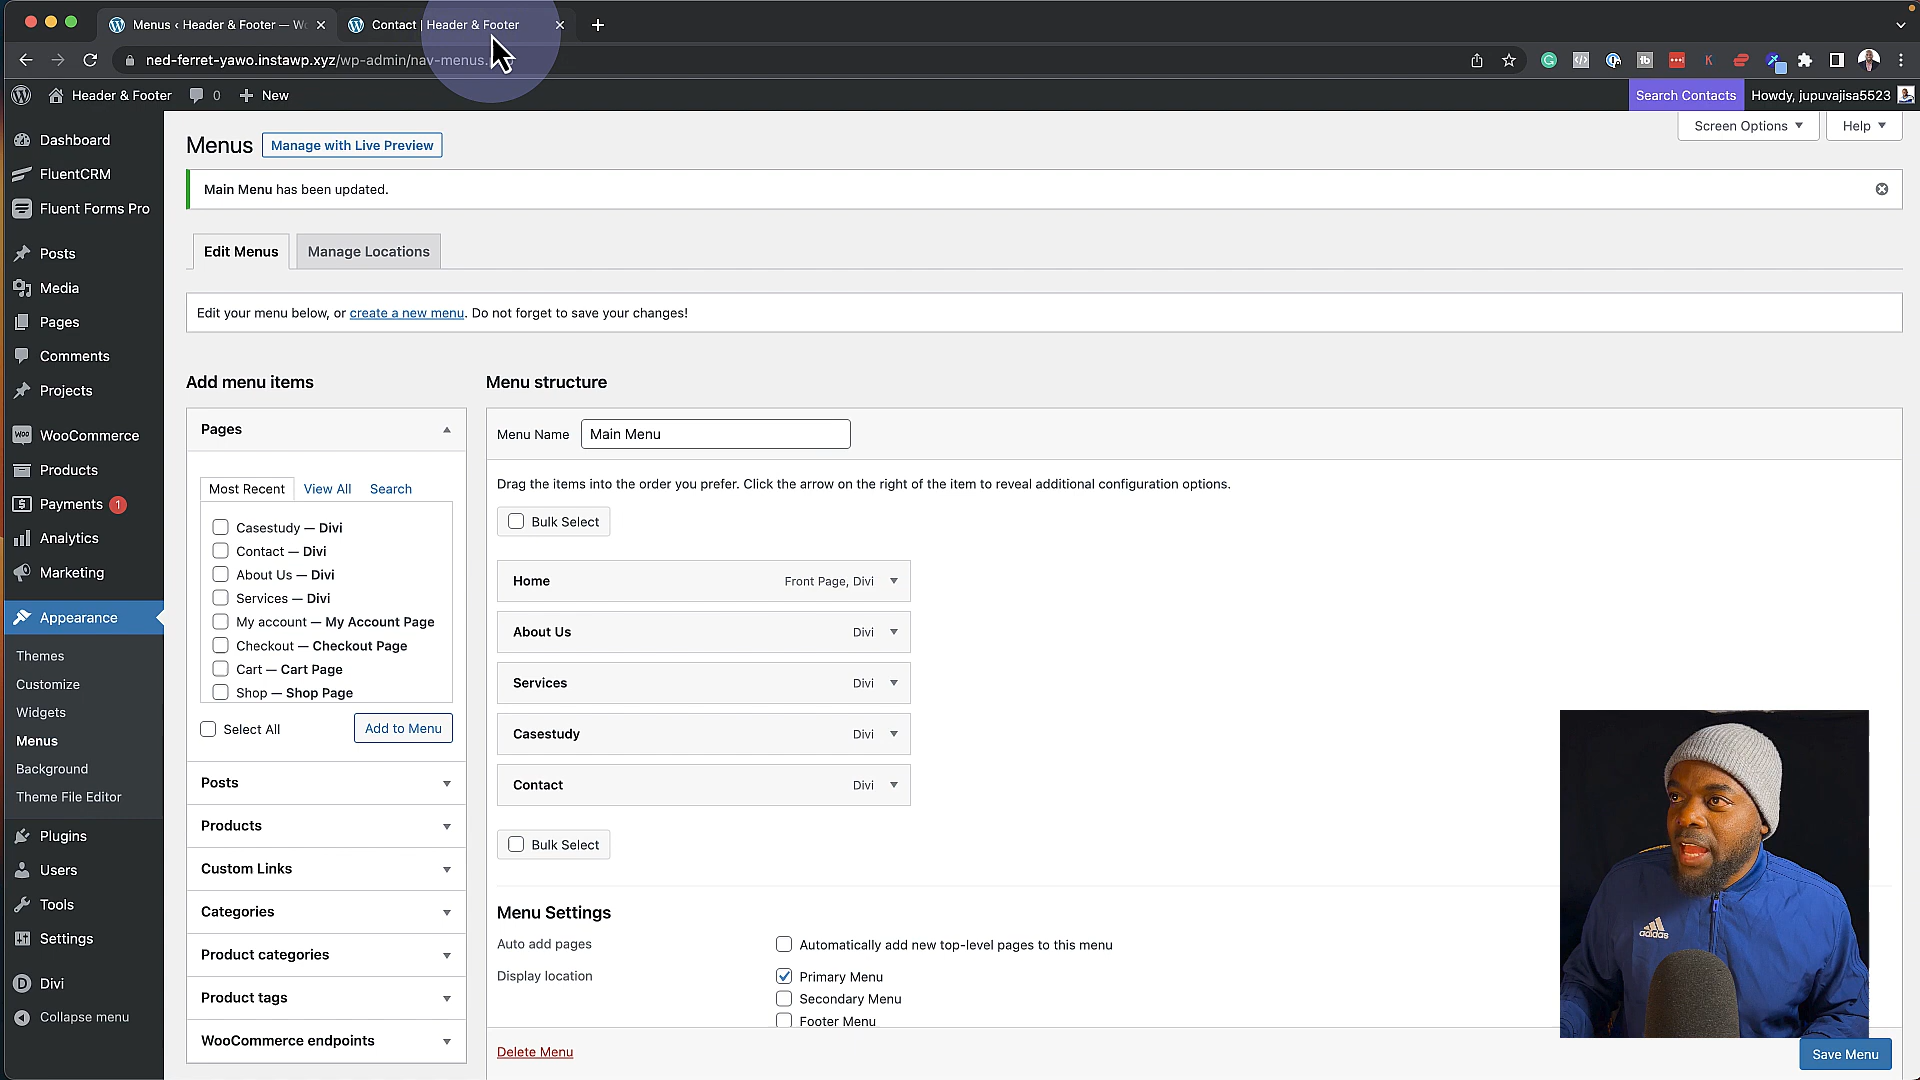 Menus ‹ Header & Footer — W
Contact | Header & Footer
ned-ferret-yawo.instawp.xyz/wp-admin/nav-menus.
Header & Footer
0
New
Search Contacts
Howdy, jupuvajisa5523
Dashboard
FluentCRM
Fluent Forms Pro
Posts
Media
Pages
Comments
Projects
WooCommerce
Products
Payments 1
Analytics
Marketing
Appearance
Themes
Customize
Widgets
Menus
Background
Theme File Editor
Plugins
Users
Tools
Settings
Divi
Collapse menu
Menus
Manage with Live Preview
Screen Options
Help
Main Menu has been updated.
Edit Menus
Manage Locations
Edit your menu below, or create a new menu. Do not forget to save your changes!
Add menu items
Pages
Most Recent
View All
Search
Casestudy — Divi
Contact — Divi
About Us — Divi
Services — Divi
My account — My Account Page
Checkout — Checkout Page
Cart — Cart Page
Shop — Shop Page
Select All
Add to Menu
Posts
Products
Custom Links
Categories
Product categories
Product tags
WooCommerce endpoints
Menu structure
Menu Name
Main Menu
Drag the items into the order you prefer. Click the arrow on the right of the item to reveal additional configuration options.
Bulk Select
Home
Front Page, Divi
About Us
Divi
Services
Divi
Casestudy
Divi
Contact
Divi
Bulk Select
Menu Settings
Auto add pages
Automatically add new top-level pages to this menu
Display location
Primary Menu
Secondary Menu
Footer Menu
Delete Menu
Save Menu
adidas